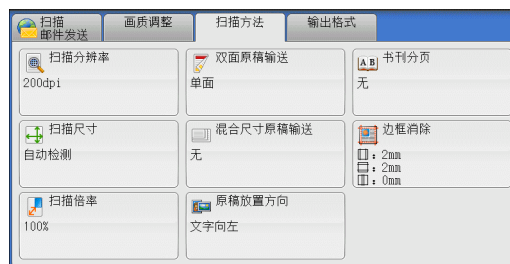 扫描
邮件发送
画质调整
扫描方法
输出格式
扫描分辨率
200dpi
双面原稿输送
单面
A B
书刊分页
无
扫描尺寸
自动检测
混合尺寸原稿输送
无
边框消除
: 2mm
: 2mm
: 0mm
扫描倍率
100%
原稿放置方向
文字向左